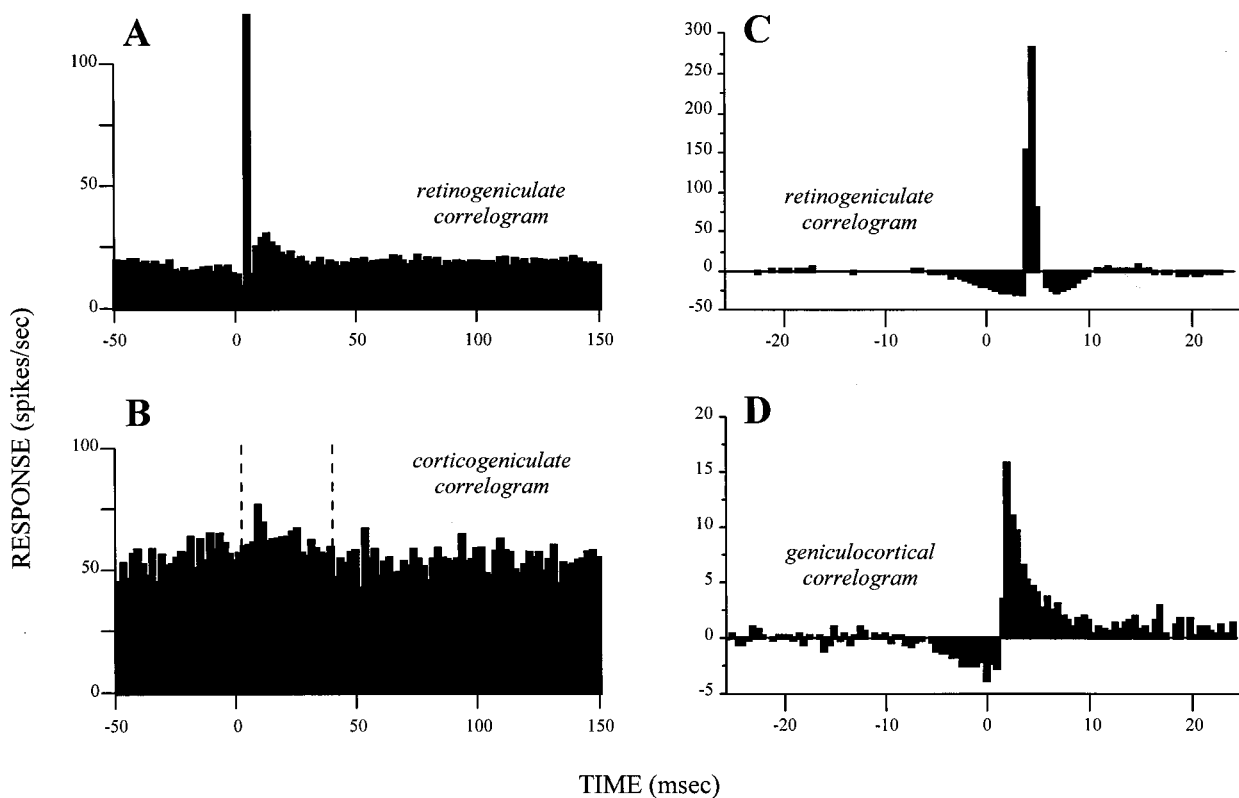 A
100
50
0
-50
0
50
100
150
retinogeniculate
correlogram
B
100
50
0
-50
0
50
100
150
corticogeniculate
correlogram
C
300
250
200
150
100
50
0
-50
-20
-10
0
10
20
retinogeniculate
correlogram
D
20
15
10
5
0
-5
-20
-10
0
10
20
geniculocortical
correlogram
RESPONSE (spikes/sec)
TIME (msec)